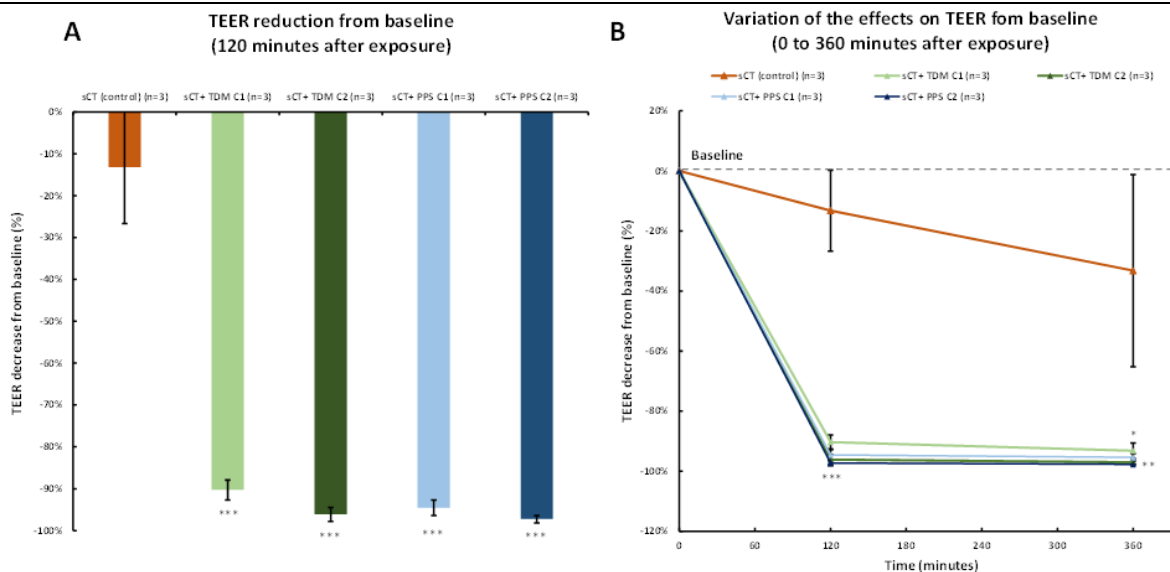 A
TEER reduction from baseline
(120 minutes after exposure)
sCT (control) (n=3) sCT+ TDM C1 (n=3) sCT+ TDM C2 (n=3) sCT+ PPS C1 (n=3) sCT+ PPS C2 (n=3)
0%
-10%
-20%
-30%
-40%
-50%
-60%
-70%
-80%
-90%
-100%
TEER decrease from baseline (%)
***
***
***
***
B
Variation of the effects on TEER fom baseline
(0 to 360 minutes after exposure)
sCT (control) (n=3) sCT+ TDM C1 (n=3) sCT+ TDM C2 (n=3)
sCT+ PPS C1 (n=3) sCT+ PPS C2 (n=3)
20%
0%
-20%
-40%
-60%
-80%
-100%
-120%
TEER decrease from baseline (%)
Baseline
***
*
**
0 60 120 180 240 300 360
Time (minutes)